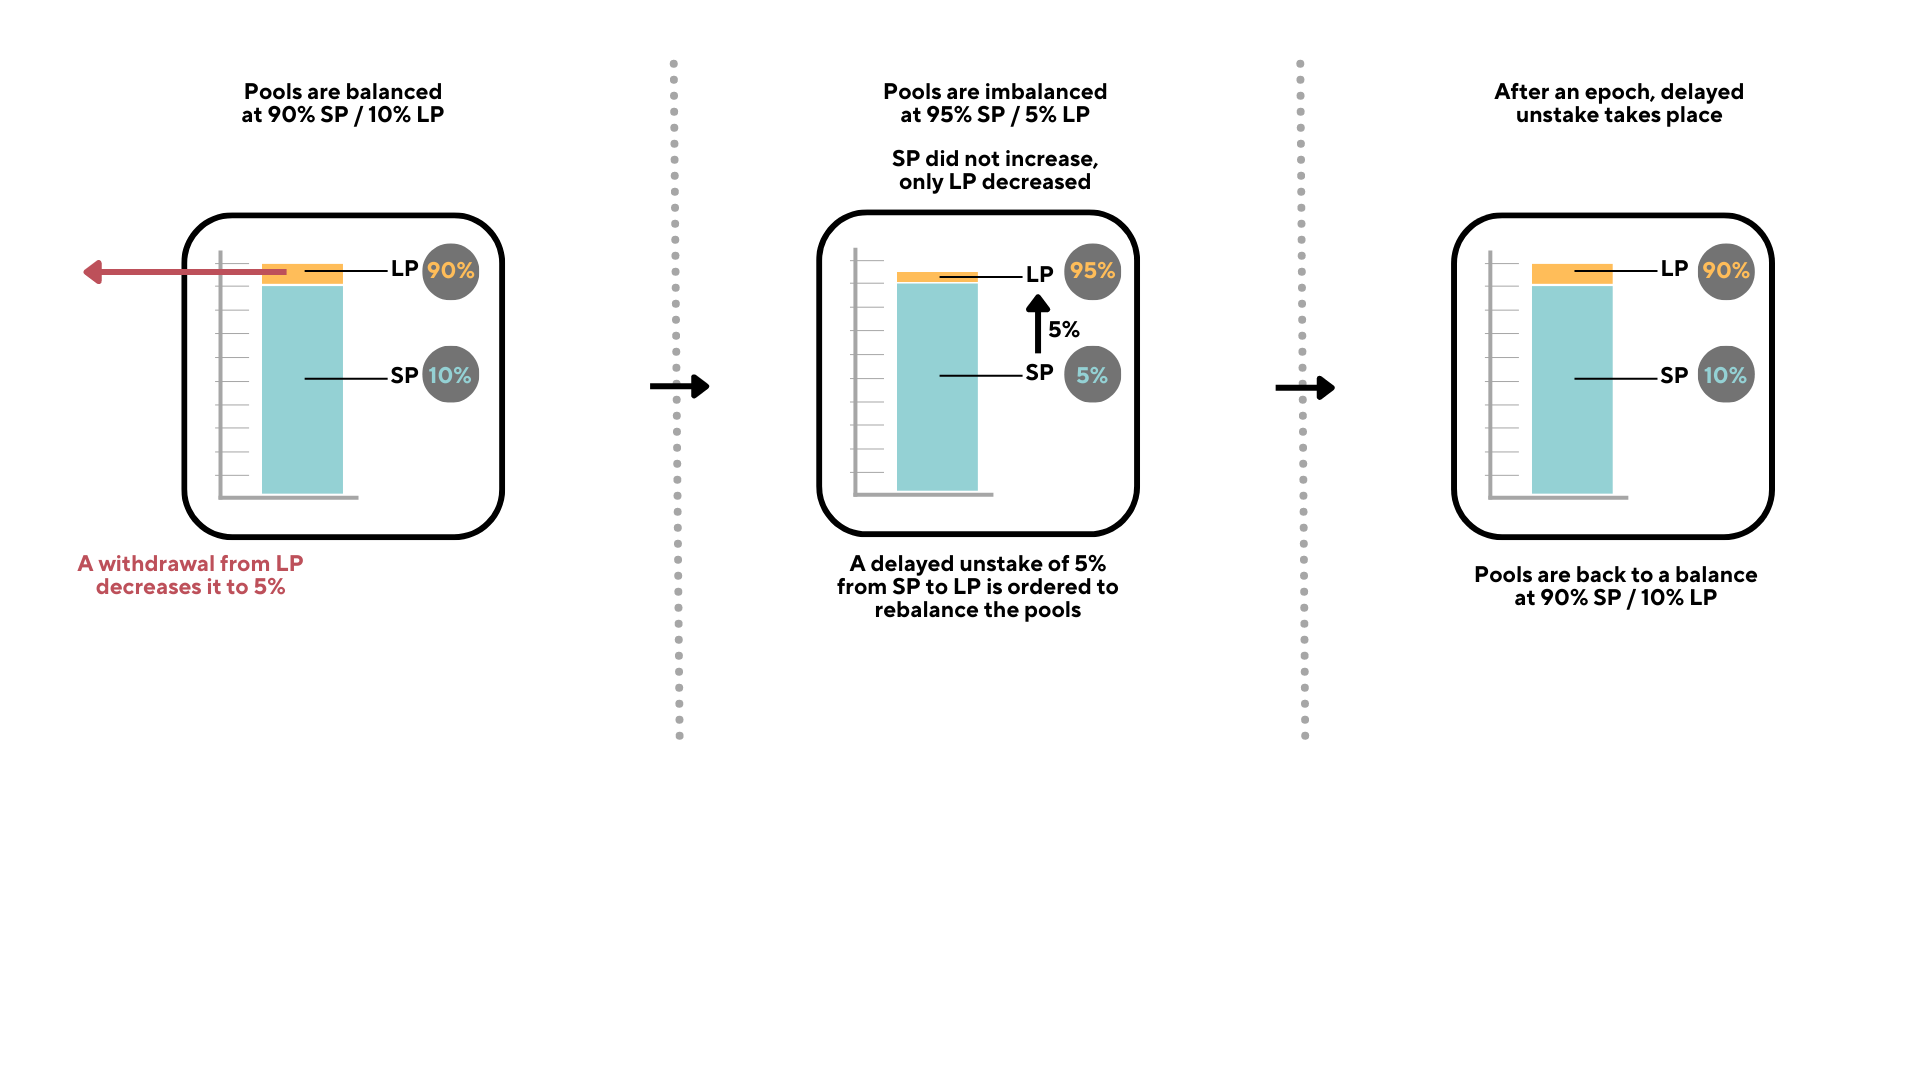 Pools are balanced
at 90% SP / 10% LP
LP 90%
SP 10%
A withdrawal from LP
decreases it to 5%
Pools are imbalanced
at 95% SP / 5% LP
SP did not increase,
only LP decreased
LP 95%
5%
SP 5%
A delayed unstake of 5%
from SP to LP is ordered to
rebalance the pools
After an epoch, delayed
unstake takes place
LP 90%
SP 10%
Pools are back to a balance
at 90% SP / 10% LP